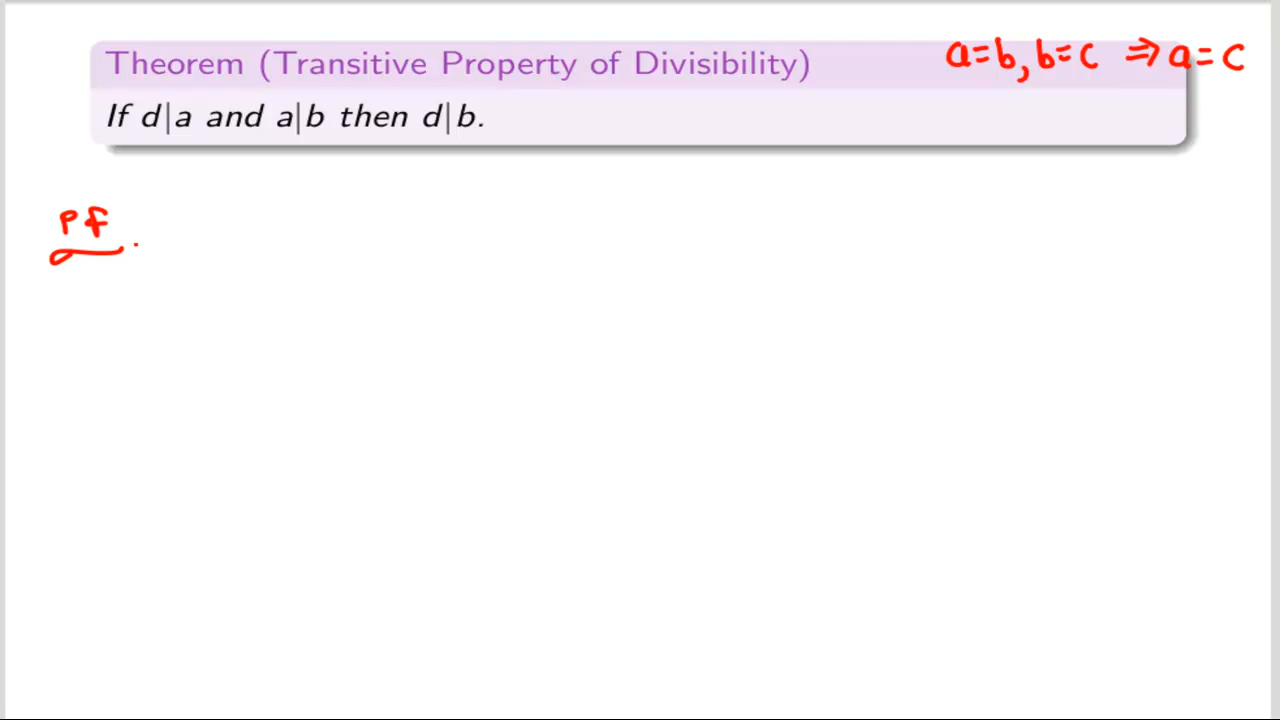 Theorem (Transitive Property of Divisibility)
a=b, b=c ⇒ a=c
If d|a and a|b then d|b.
Pf.